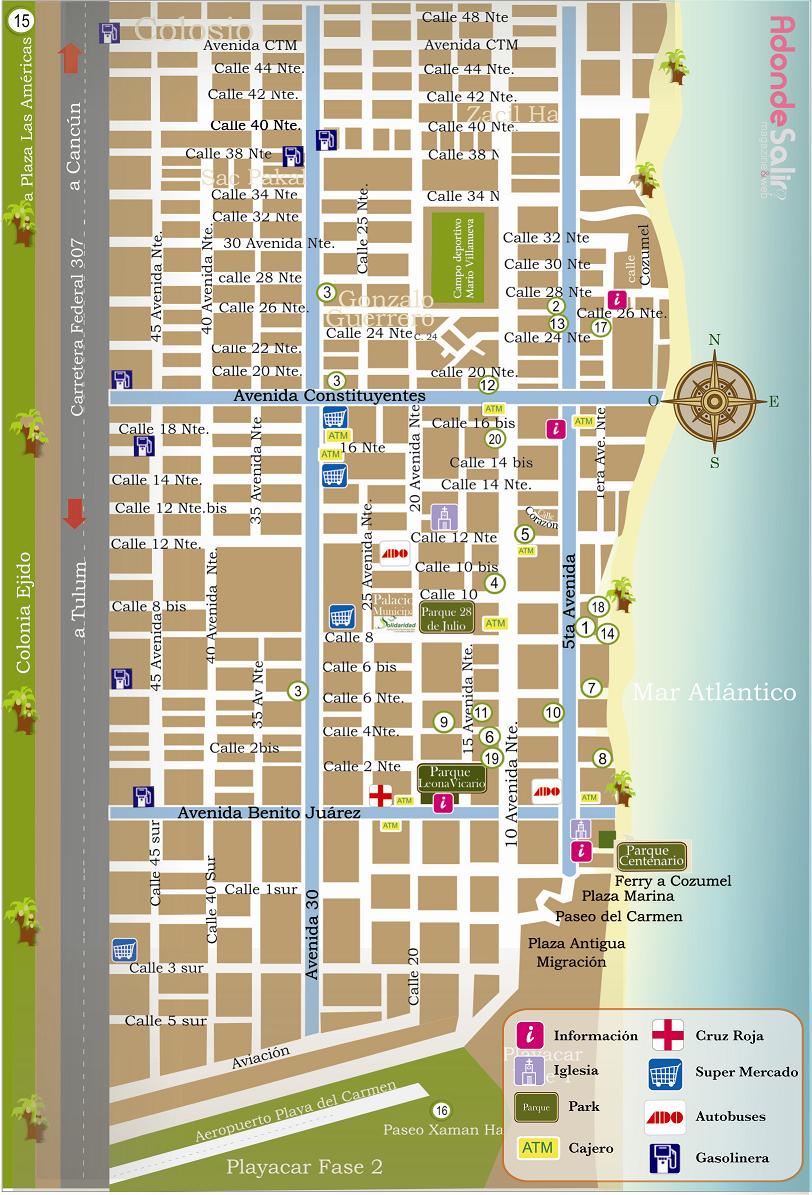 15
a Plaza Las Américas
Colonia Ejido
a Cancún
Carretera Federal 307
a Tulum
AdondeSalir
magazine&web
Colosio
Calle 48 Nte
Avenida CTM
Avenida CTM
Calle 44 Nte.
Calle 44 Nte.
Calle 42 Nte.
Calle 42 Nte.
Zacil Ha
Calle 40 Nte.
Calle 40 Nte.
Calle 38 Nte
Calle 38 N
Sac Pakal
Calle 34 Nte
Calle 34 N
Calle 32 Nte
30 Avenida Nte.
45 Avenida Nte.
40 Avenida Nte.
Calle 25 Nte.
Campo deportivo
Mario Villanueva
Calle 32 Nte
Calle 30 Nte
calle
Cozumel
Calle 28 Nte
Calle 28 Nte
3
2
Gonzalo
Guerrero
Calle 26 Nte.
Calle 26 Nte.
13
17
Calle 24 Nte
C. 24
Calle 24 Nte
Calle 22 Nte.
Calle 20 Nte.
calle 20 Nte.
3
12
Avenida Constituyentes
N
O
E
S
ATM
ATM
ATM
ATM
Calle 18 Nte.
Calle 16 bis
20
16 Nte
35 Avenida Nte
20 Avenida Nte.
1era Ave. Nte
Calle 14 bis
Calle 14 Nte.
Calle 14 Nte.
Calle 12 Nte.bis
Calle
Corazón
5
Calle 12 Nte.
Calle 12 Nte
ATM
25 Avenida Nte.
ADO
Calle 10 bis
4
40 Avenida Nte.
Calle 8 bis
Calle 10
Palacio
Municipal
Solidaridad
Parque 28
de Julio
ATM
5ta Avenida
18
1
14
45 Avenida
Calle 8
Calle 6 bis
35 Av Nte
15 Avenida Nte.
3
Calle 6 Nte.
7
Mar Atlántico
9
11
10
Calle 4Nte.
6
Calle 2bis
19
8
Calle 2 Nte
Parque
LeonaVicario
10 Avenida Nte.
ADO
ATM
ATM
ATM
Avenida Benito Juárez
45 Calle sur
Calle 40 Sur
Calle 1sur
Avenida 30
Parque
Centenario
Ferry a Cozumel
Plaza Marina
Paseo del Carmen
Plaza Antigua
Migración
Calle 3 sur
Calle 20
Calle 5 sur
Aviación
Aeropuerto Playa del Carmen
16
Paseo Xaman Ha
Playacar Fase 2
Playacar
Información
Cruz Roja
Iglesia
Super Mercado
Parque
Park
ADO
Autobuses
ATM
Cajero
Gasolinera